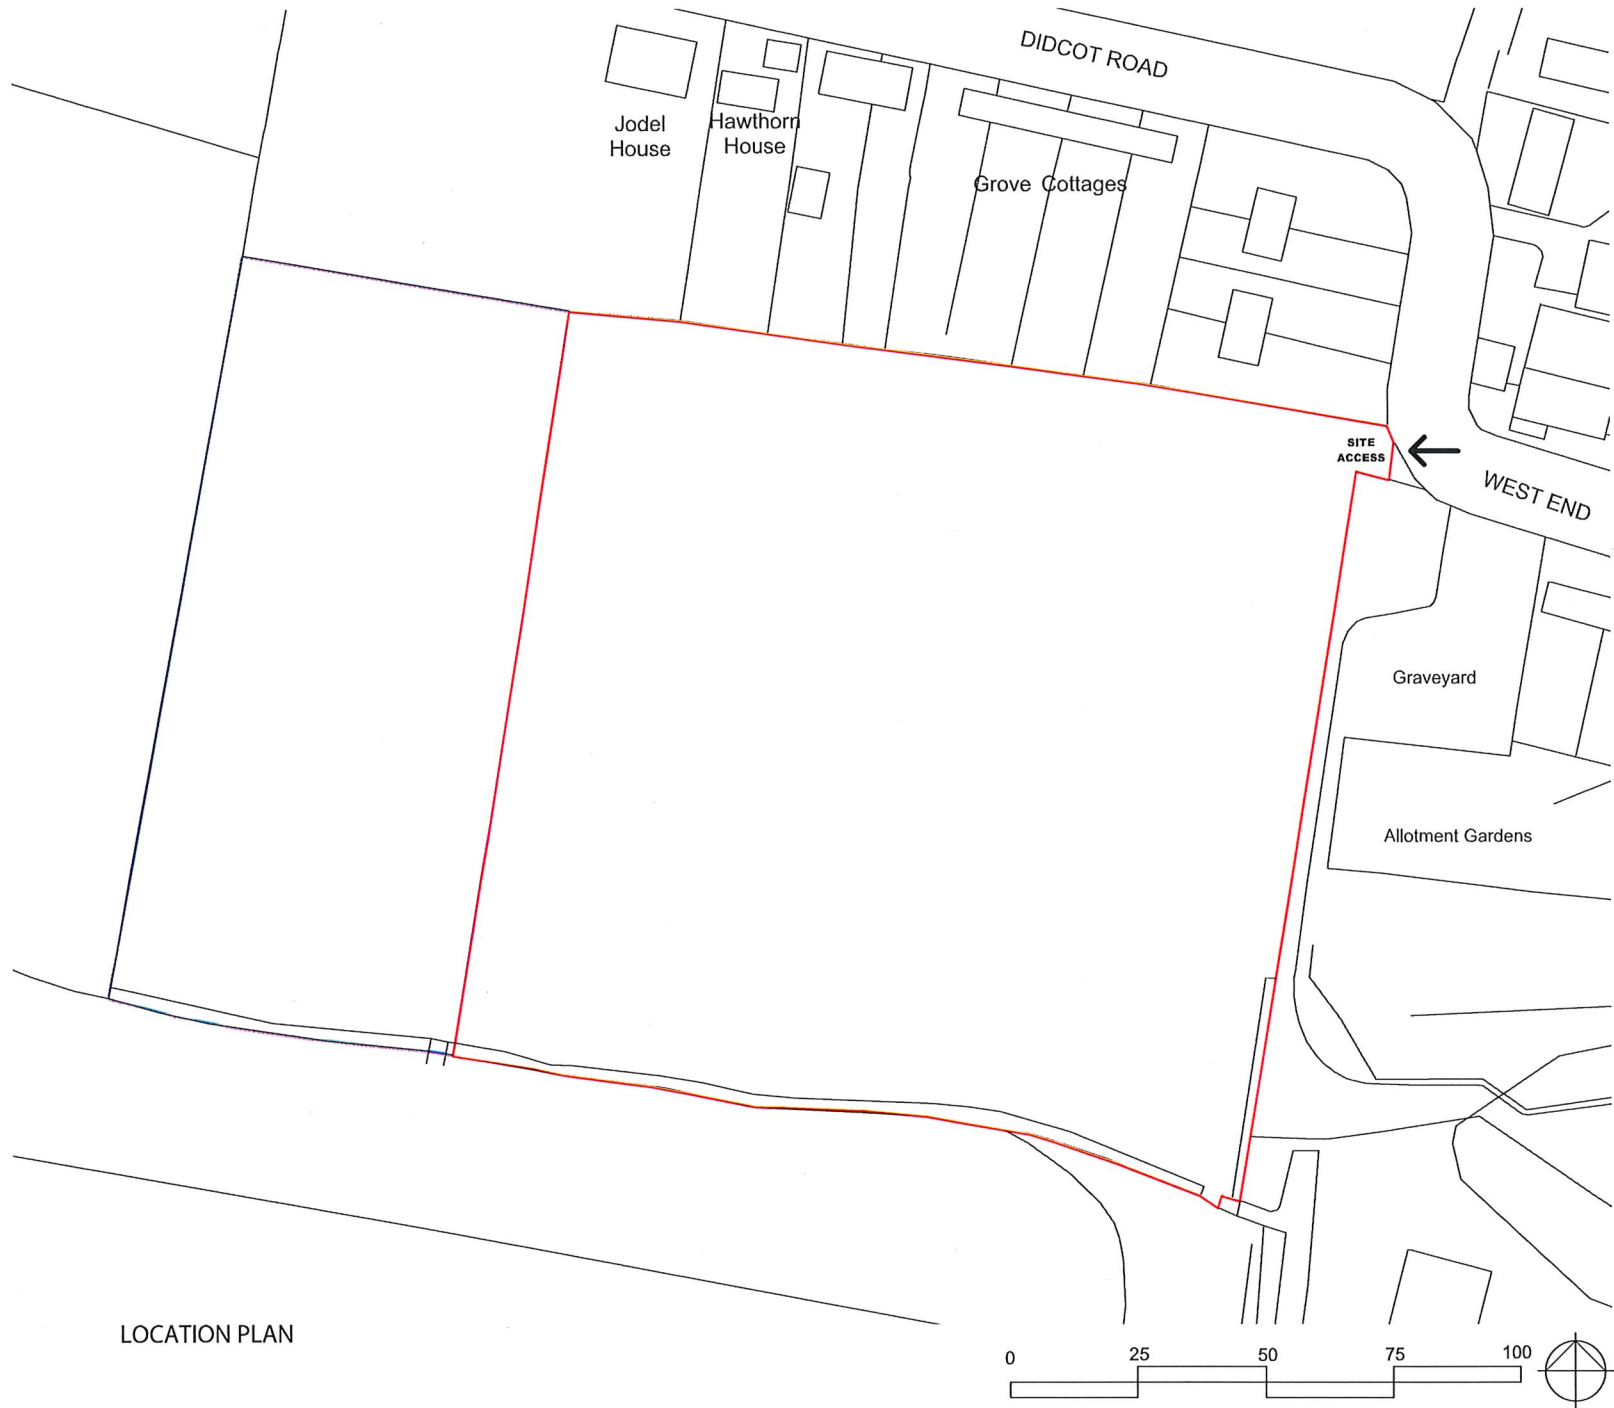 DIDCOT ROAD
Jodel
House
Hawthorn
House
Grove Cottages
SITE
ACCESS
WEST END
Graveyard
Allotment Gardens
LOCATION PLAN
0 25 50 75 100